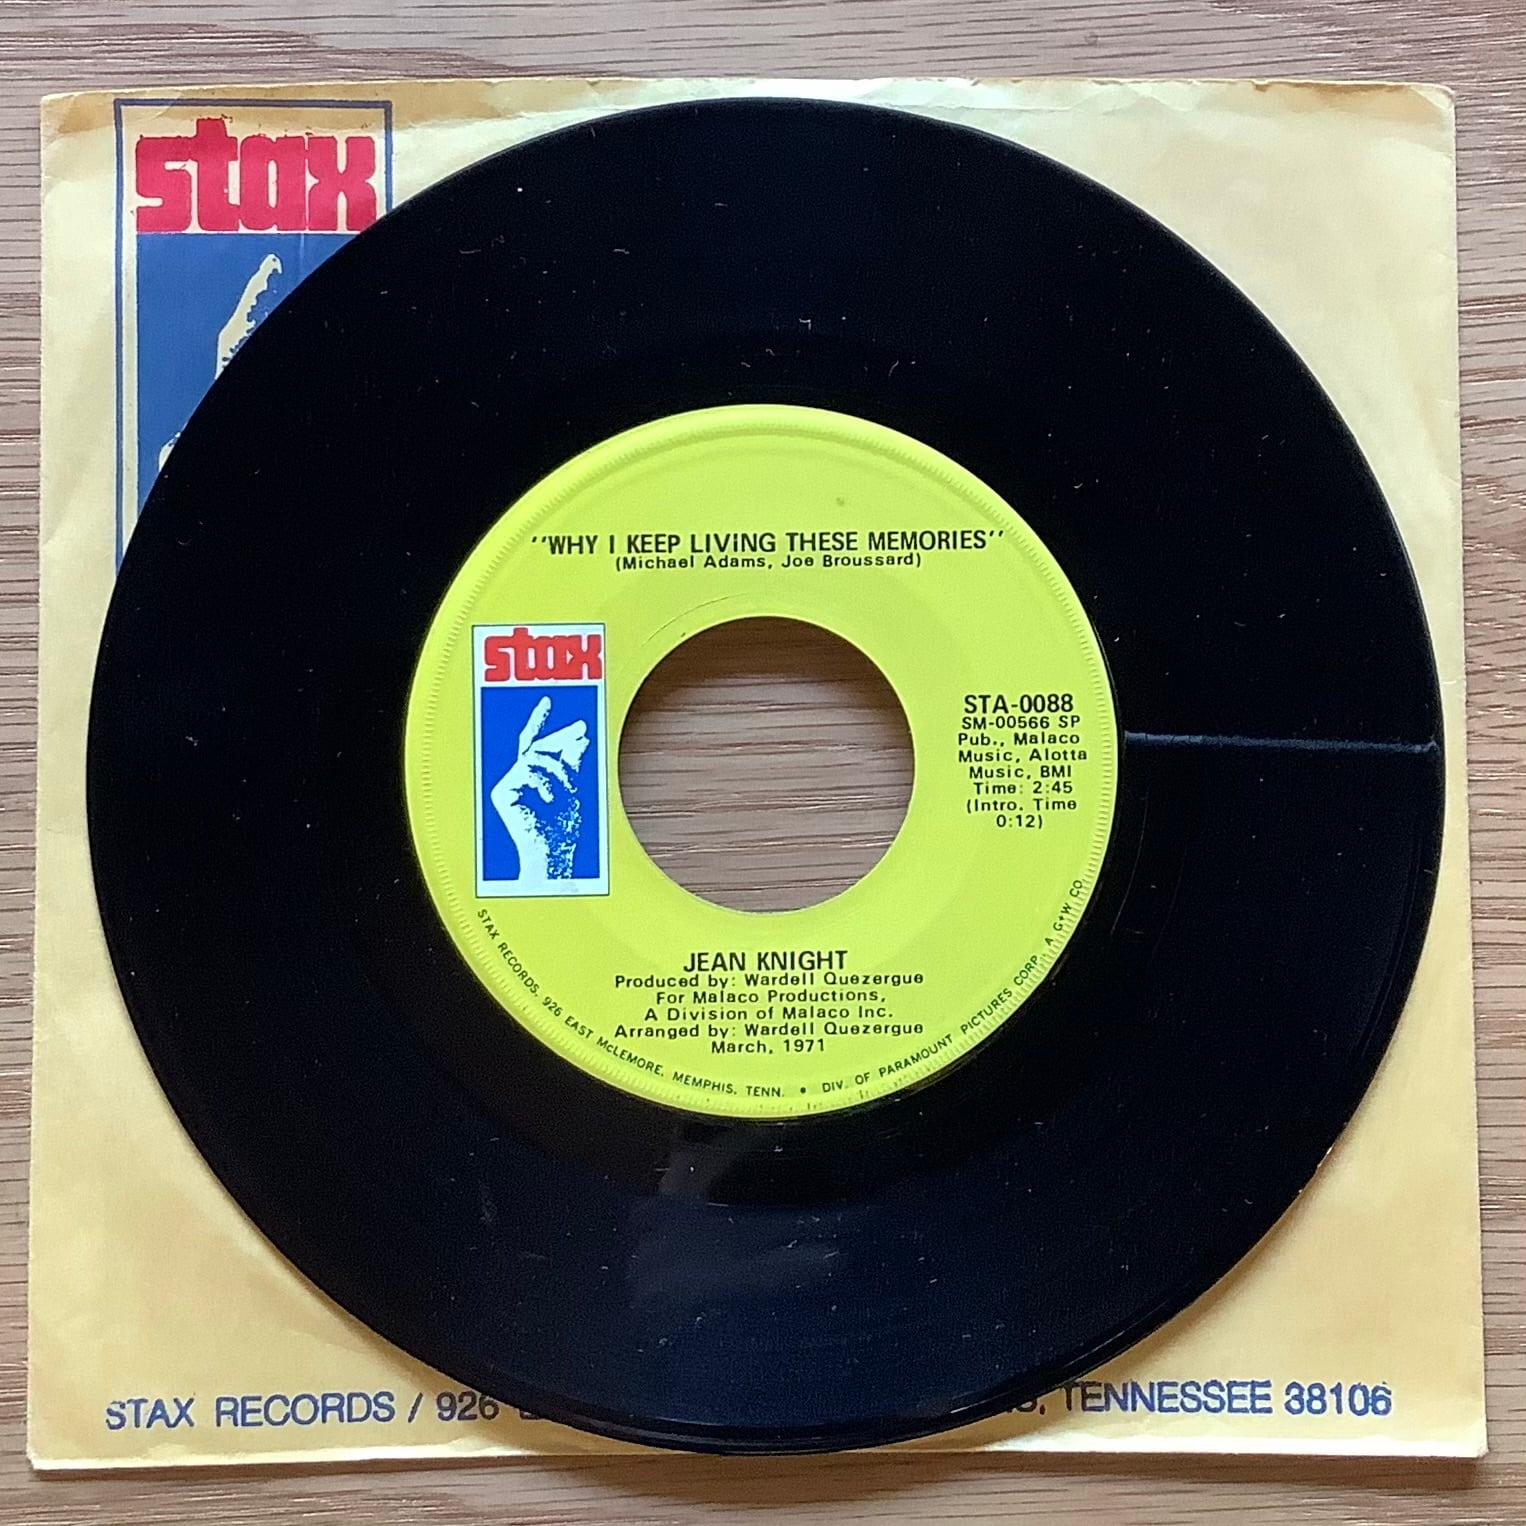 stax
"WHY I KEEP LIVING THESE MEMORIES"
(Michael Adams, Joe Broussard)
stax
STA-0088
SM-00566 SP
Pub., Malaco
Music, Alotta
Music, BMI
Time: 2:45
(Intro. Time
0:12)
JEAN KNIGHT
Produced by: Wardell Quezergue
For Malaco Productions,
A Division of Malaco Inc.
Arranged by: Wardell Quezergue
March, 1971
STAX RECORDS, 926 EAST McLEMORE, MEMPHIS, TENN. • DIV. OF PARAMOUNT PICTURES CORP. A G+W CO.
STAX RECORDS / 926 TENNESSEE 38106